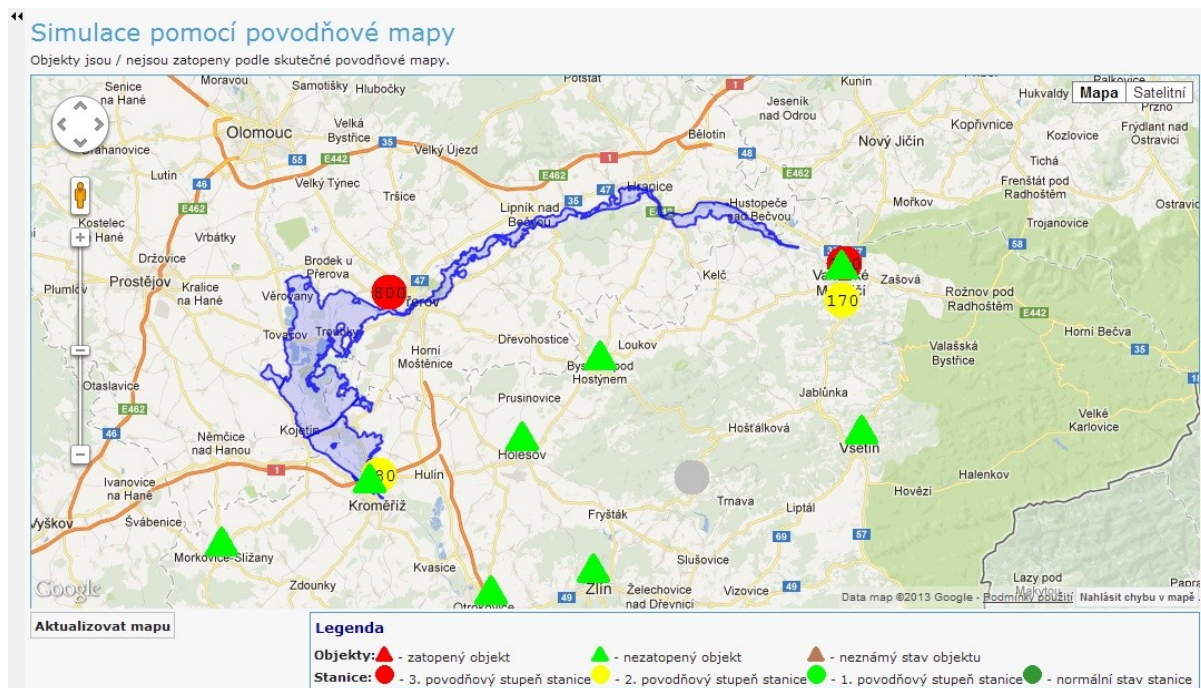 Simulace pomocí povodňové mapy
Objekty jsou / nejsou zatopeny podle skutečné povodňové mapy.
Senice
na Hané
Moravou
Samotišky
Hlubočky
Potštát
Kunín
Hukvaldy
Palkovice
Mapa
Satelitní
Przno
Jeseník
nad Odrou
Kopřivnice
Kozlovice
Frýdlant nad
Ostravicí
Olomouc
Velká
Bystřice
Bělotín
Nový Jičín
Velký Újezd
Tichá
Lutín
Velký Týnec
Tršice
Frenštát pod
Radhoštěm
Hranice
Hustopeče
nad Bečvou
Mořkov
Kostelec
na Hané
Vrbátky
Lipník nad
Bečvou
Trojanovice
Držovice
Brodek u
Přerova
Prostějov
Kralice
na Hané
Věrovany
800
Kelč
Zašová
Rožnov pod
Radhoštěm
170
Tovačov
Troubky
Horní
Moštěnice
Dřevohostice
Loukov
Hostýnem
Valašská
Bystřice
Horní Bečva
Otaslavice
Prusinovice
Jablůnka
Velké
Karlovice
Němčice
nad Hanou
Kojetín
Holešov
Hošťálková
Vsetín
Ivanovice
na Hané
Hulín
Kroměříž
Trnava
Hovězí
Halenkov
Vyškov
Švábenice
Fryšták
Liptál
Morkovice-Slížany
Slušovice
Zdounky
Kvasice
Otrokovice
Zlín
Želechovice
nad Dřevnicí
Vizovice
Lazy pod
Makytou
Google
Data map ©2013 Google - Podmínky použití
Nahlásit chybu v mapě
Aktualizovat mapu
Legenda
Objekty: - zatopený objekt - nezatopený objekt - neznámý stav objektu
Stanice: - 3. povodňový stupeň stanice - 2. povodňový stupeň stanice - 1. povodňový stupeň stanice - normální stav stanice